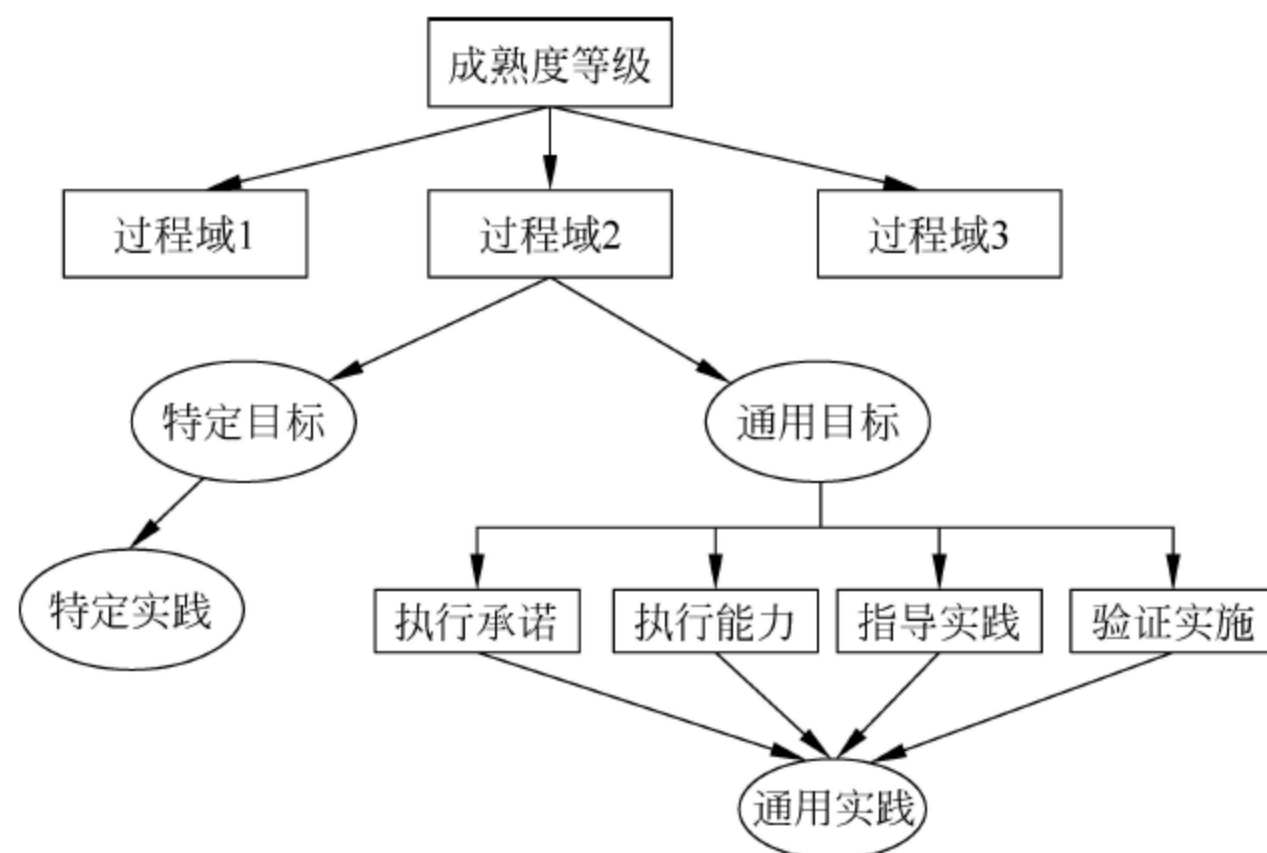 成熟度等级
过程域1
过程域2
过程域3
特定目标
通用目标
特定实践
执行承诺
执行能力
指导实践
验证实施
通用实践